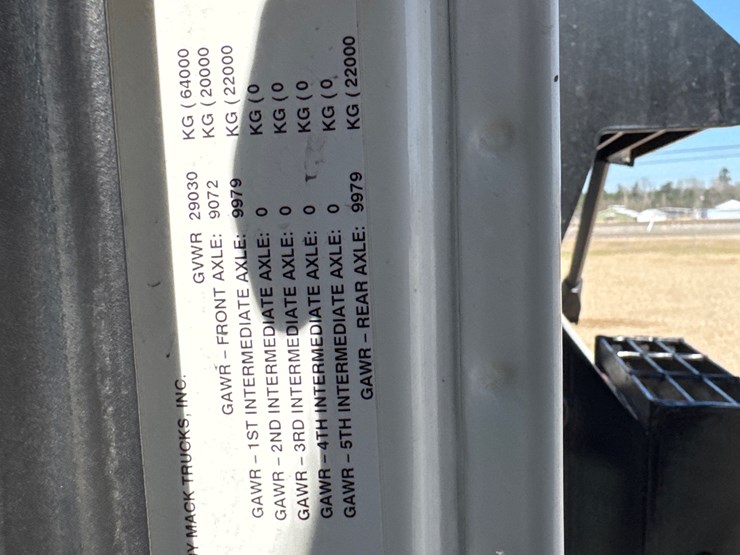 Y MACK TRUCKS, INC.
GVWR 29030 KG ( 64000
GAWR – FRONT AXLE: 9072 KG ( 20000
GAWR – 1ST INTERMEDIATE AXLE: 9979 KG ( 22000
GAWR – 2ND INTERMEDIATE AXLE: 0 KG ( 0
GAWR – 3RD INTERMEDIATE AXLE: 0 KG ( 0
GAWR – 4TH INTERMEDIATE AXLE: 0 KG ( 0
GAWR – 5TH INTERMEDIATE AXLE: 0 KG ( 0
GAWR – REAR AXLE: 9979 KG ( 22000